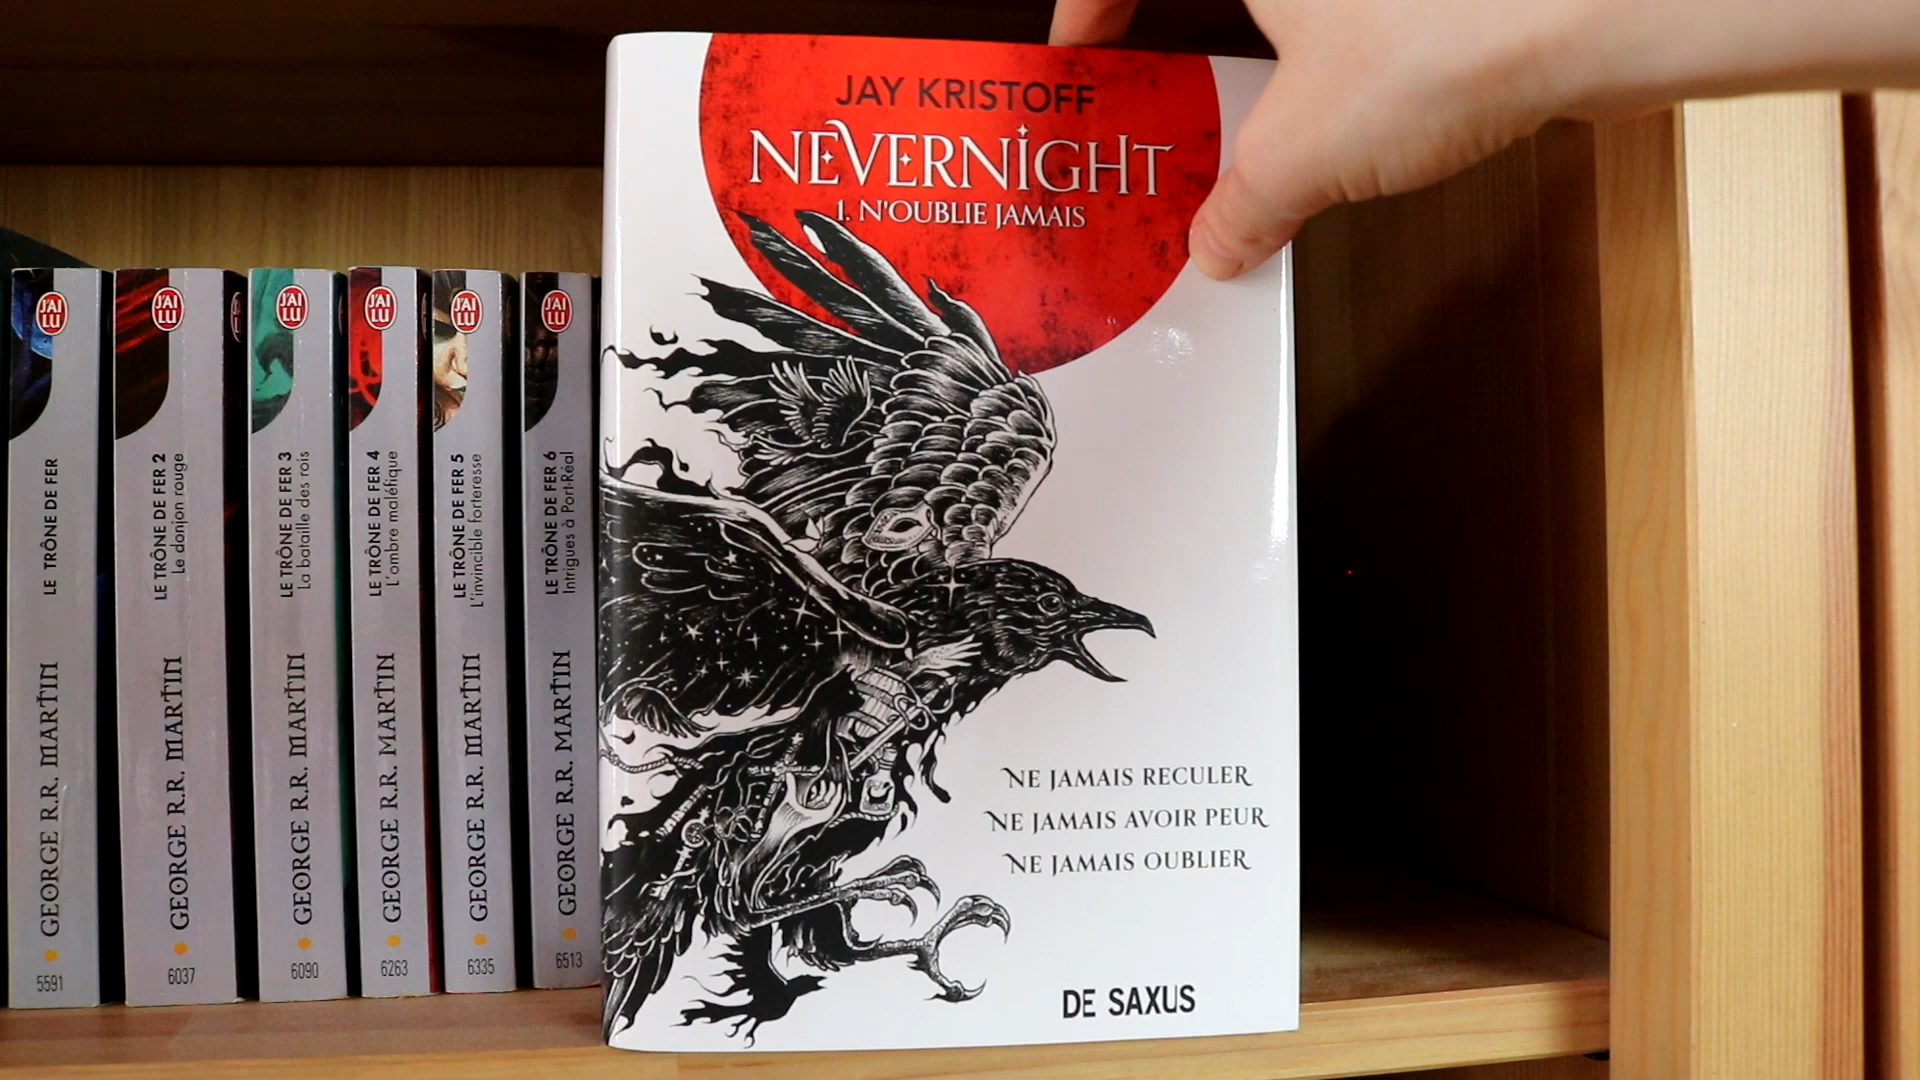 J'AI
LU
LE TRÔNE DE FER
GEORGE R.R. MARTIN
5591
J'AI
LU
LE TRÔNE DE FER 2
Le donjon rouge
GEORGE R.R. MARTIN
6037
J'AI
LU
LE TRÔNE DE FER 3
La bataille des rois
GEORGE R.R. MARTIN
6090
J'AI
LU
LE TRÔNE DE FER 4
L'ombre maléfique
GEORGE R.R. MARTIN
6263
J'AI
LU
LE TRÔNE DE FER 5
L'invincible forteresse
GEORGE R.R. MARTIN
6335
J'AI
LU
LE TRÔNE DE FER 6
Intrigues à Port-Réal
GEORGE R.R. MARTIN
6513
JAY KRISTOFF
NEVERNIGHT
1. N'OUBLIE JAMAIS
NE JAMAIS RECULER
NE JAMAIS AVOIR PEUR
NE JAMAIS OUBLIER
DE SAXUS